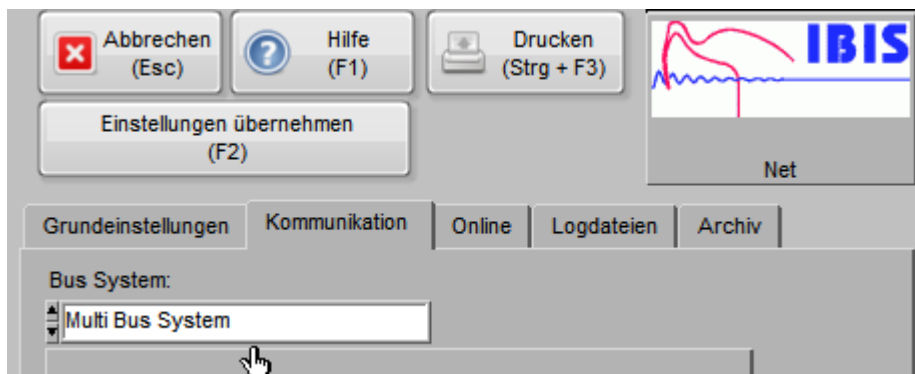 Abbrechen
(Esc)
Hilfe
(F1)
Drucken
(Strg + F3)
IBIS
Einstellungen übernehmen
(F2)
Net
Grundeinstellungen
Kommunikation
Online
Logdateien
Archiv
Bus System:
Multi Bus System